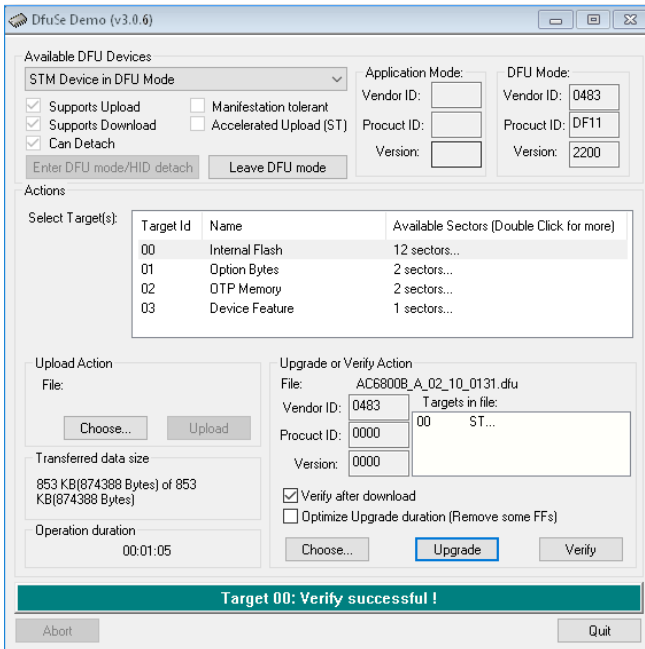 DfuSe Demo (v3.0.6)
Available DFU Devices
STM Device in DFU Mode
Supports Upload
Manifestation tolerant
Supports Download
Accelerated Upload (ST)
Can Detach
Enter DFU mode/HID detach
Leave DFU mode
Application Mode:
Vendor ID:
Procuct ID:
Version:
DFU Mode:
Vendor ID: 0483
Procuct ID: DF11
Version: 2200
Actions
Select Target(s):
Target Id Name Available Sectors (Double Click for more)
00 Internal Flash 12 sectors...
01 Option Bytes 2 sectors...
02 OTP Memory 2 sectors...
03 Device Feature 1 sectors...
Upload Action
File:
Choose... Upload
Transferred data size
853 KB(874388 Bytes) of 853
KB(874388 Bytes)
Operation duration
00:01:05
Upgrade or Verify Action
File: AC6800B_A_02_10_0131.dfu
Vendor ID: 0483
Procuct ID: 0000
Version: 0000
Targets in file:
00 ST...
Verify after download
Optimize Upgrade duration (Remove some FFs)
Choose... Upgrade Verify
Target 00: Verify successful !
Abort Quit